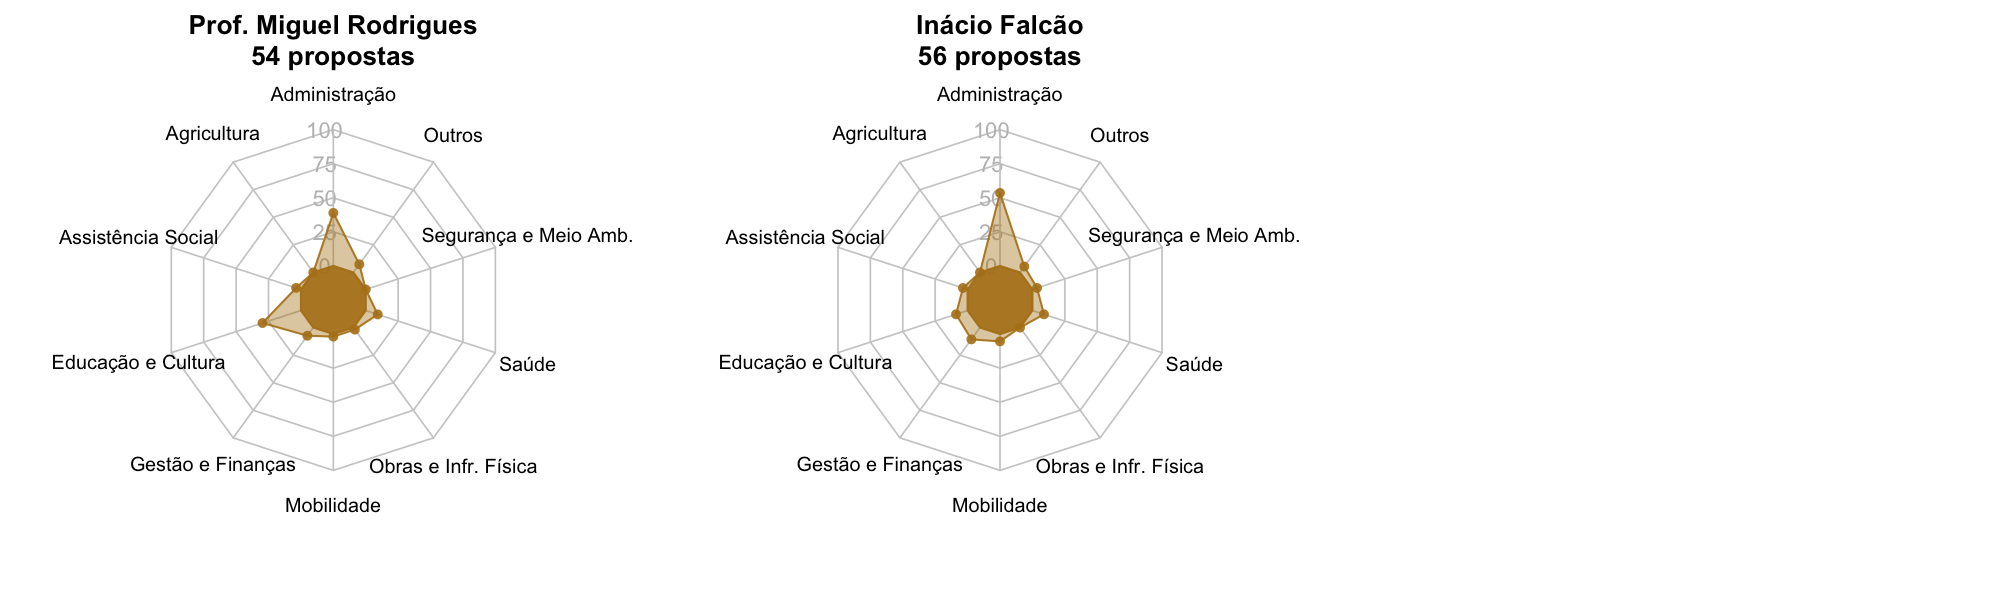 Prof. Miguel Rodrigues
54 propostas
Administração
Agricultura
Outros
100
75
50
25
0
Assistência Social
Segurança e Meio Amb.
Educação e Cultura
Saúde
Gestão e Finanças
Obras e Infr. Física
Mobilidade
Inácio Falcão
56 propostas
Administração
Agricultura
Outros
100
75
50
25
0
Assistência Social
Segurança e Meio Amb.
Educação e Cultura
Saúde
Gestão e Finanças
Obras e Infr. Física
Mobilidade